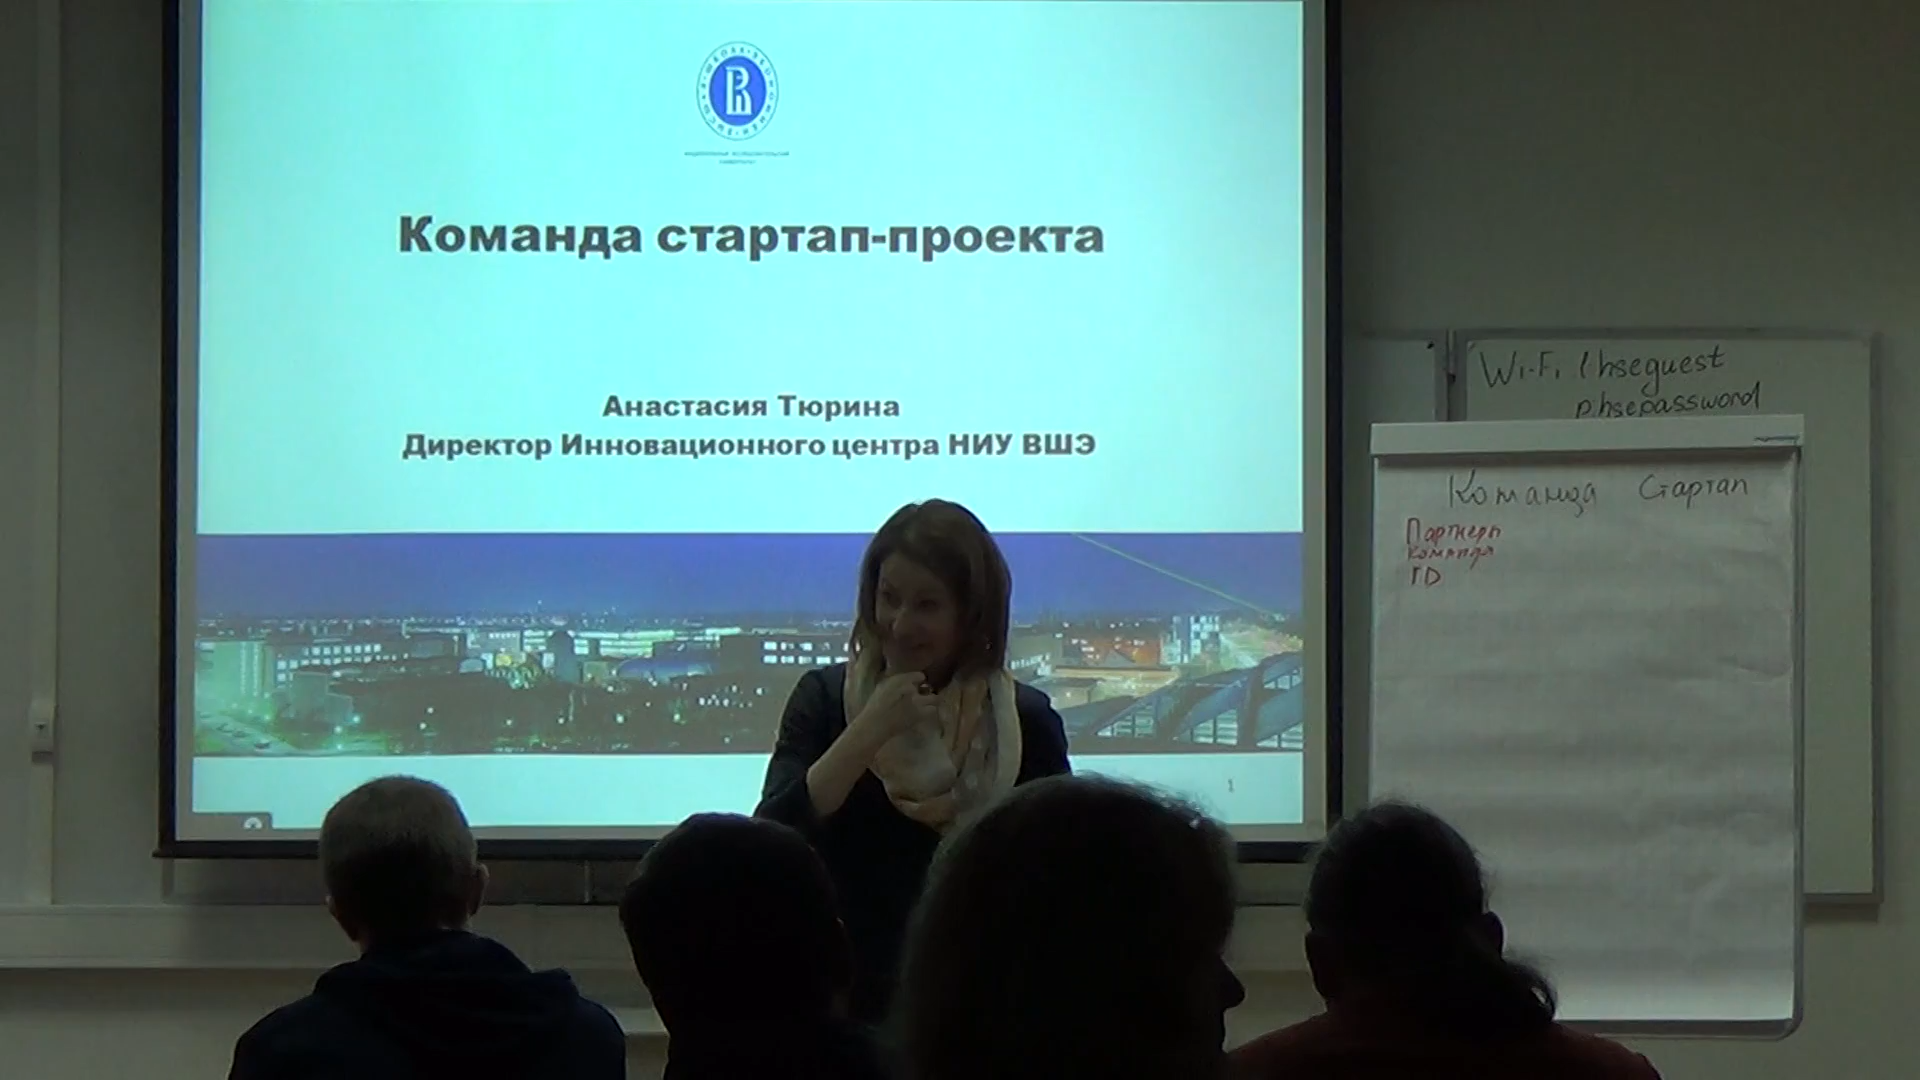 Команда стартап-проекта
Анастасия Тюрина
Директор Инновационного центра НИУ ВШЭ
1
Wi-Fi l hseguest
p.hsepassword
Команда Стартап
Партнеры
Команда